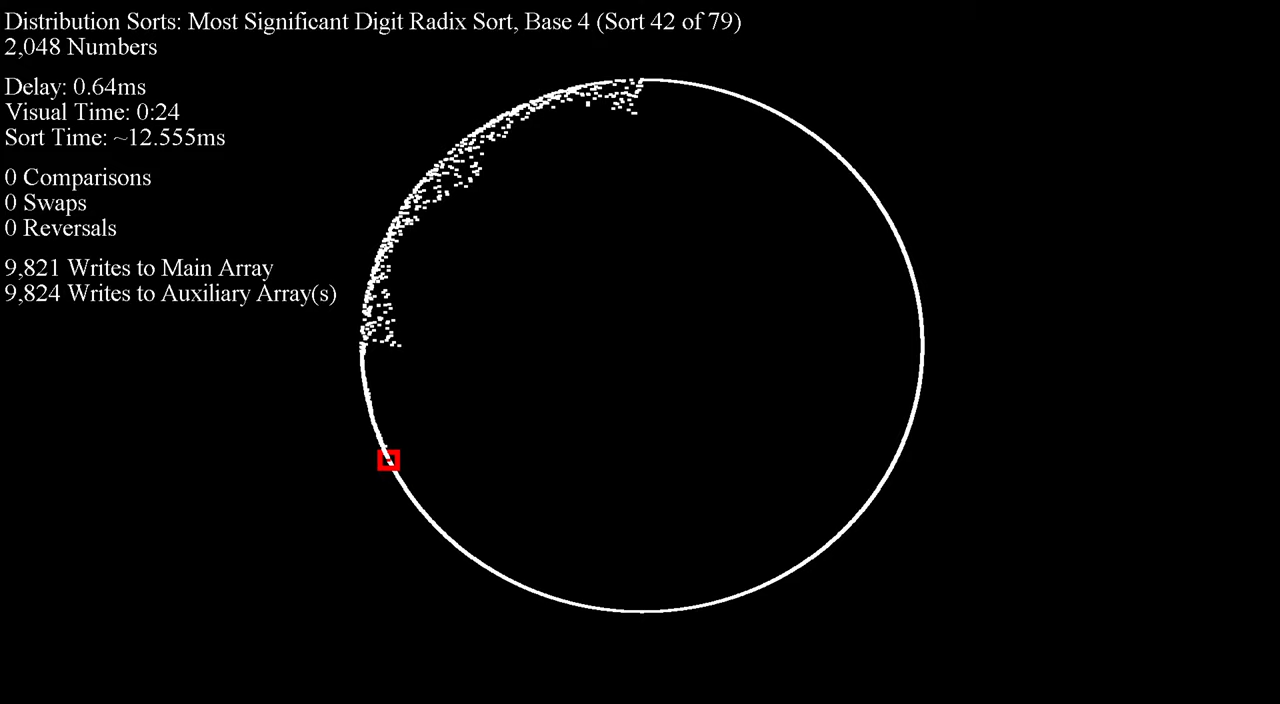 Distribution Sorts: Most Significant Digit Radix Sort, Base 4 (Sort 42 of 79)
2,048 Numbers
Delay: 0.64ms
Visual Time: 0:24
Sort Time: ~12.555ms
0 Comparisons
0 Swaps
0 Reversals
9,821 Writes to Main Array
9,824 Writes to Auxiliary Array(s)